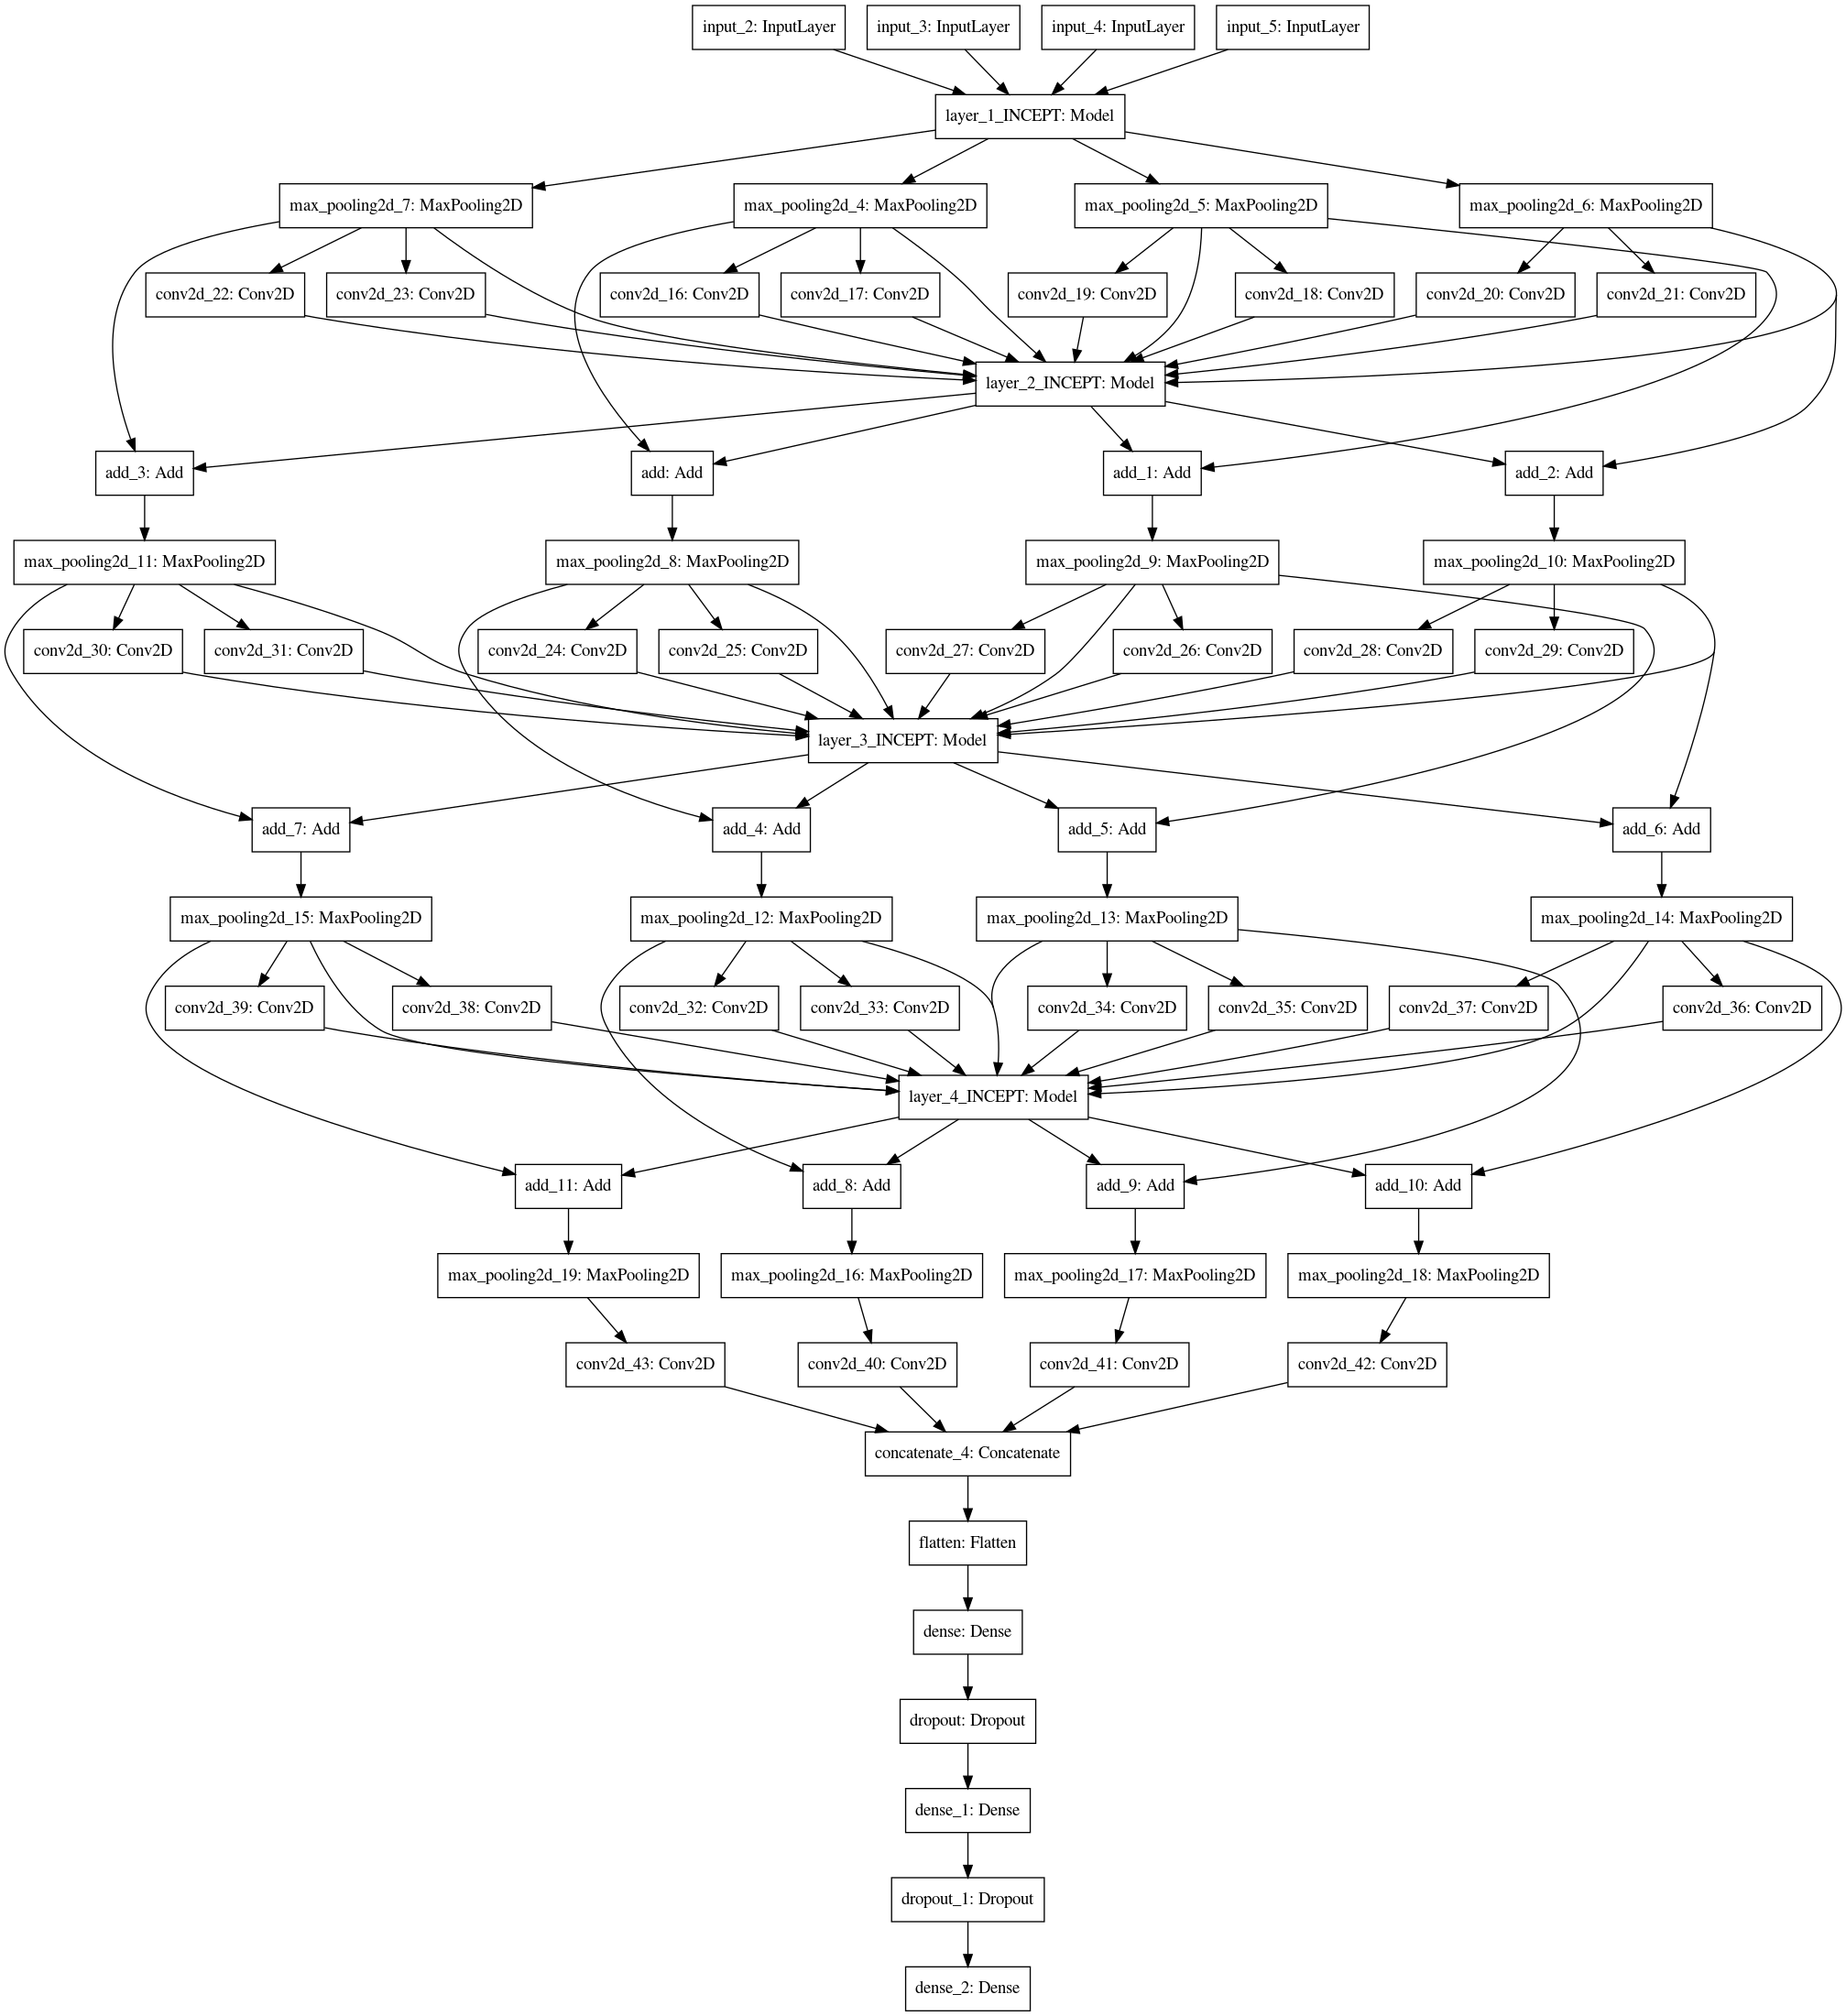 input_2: InputLayer
input_3: InputLayer
input_4: InputLayer
input_5: InputLayer
layer_1_INCEPT: Model
max_pooling2d_7: MaxPooling2D
max_pooling2d_4: MaxPooling2D
max_pooling2d_5: MaxPooling2D
max_pooling2d_6: MaxPooling2D
conv2d_22: Conv2D
conv2d_23: Conv2D
conv2d_16: Conv2D
conv2d_17: Conv2D
conv2d_19: Conv2D
conv2d_18: Conv2D
conv2d_20: Conv2D
conv2d_21: Conv2D
layer_2_INCEPT: Model
add_3: Add
add: Add
add_1: Add
add_2: Add
max_pooling2d_11: MaxPooling2D
max_pooling2d_8: MaxPooling2D
max_pooling2d_9: MaxPooling2D
max_pooling2d_10: MaxPooling2D
conv2d_30: Conv2D
conv2d_31: Conv2D
conv2d_24: Conv2D
conv2d_25: Conv2D
conv2d_27: Conv2D
conv2d_26: Conv2D
conv2d_28: Conv2D
conv2d_29: Conv2D
layer_3_INCEPT: Model
add_7: Add
add_4: Add
add_5: Add
add_6: Add
max_pooling2d_15: MaxPooling2D
max_pooling2d_12: MaxPooling2D
max_pooling2d_13: MaxPooling2D
max_pooling2d_14: MaxPooling2D
conv2d_39: Conv2D
conv2d_38: Conv2D
conv2d_32: Conv2D
conv2d_33: Conv2D
conv2d_34: Conv2D
conv2d_35: Conv2D
conv2d_37: Conv2D
conv2d_36: Conv2D
layer_4_INCEPT: Model
add_11: Add
add_8: Add
add_9: Add
add_10: Add
max_pooling2d_19: MaxPooling2D
max_pooling2d_16: MaxPooling2D
max_pooling2d_17: MaxPooling2D
max_pooling2d_18: MaxPooling2D
conv2d_43: Conv2D
conv2d_40: Conv2D
conv2d_41: Conv2D
conv2d_42: Conv2D
concatenate_4: Concatenate
flatten: Flatten
dense: Dense
dropout: Dropout
dense_1: Dense
dropout_1: Dropout
dense_2: Dense